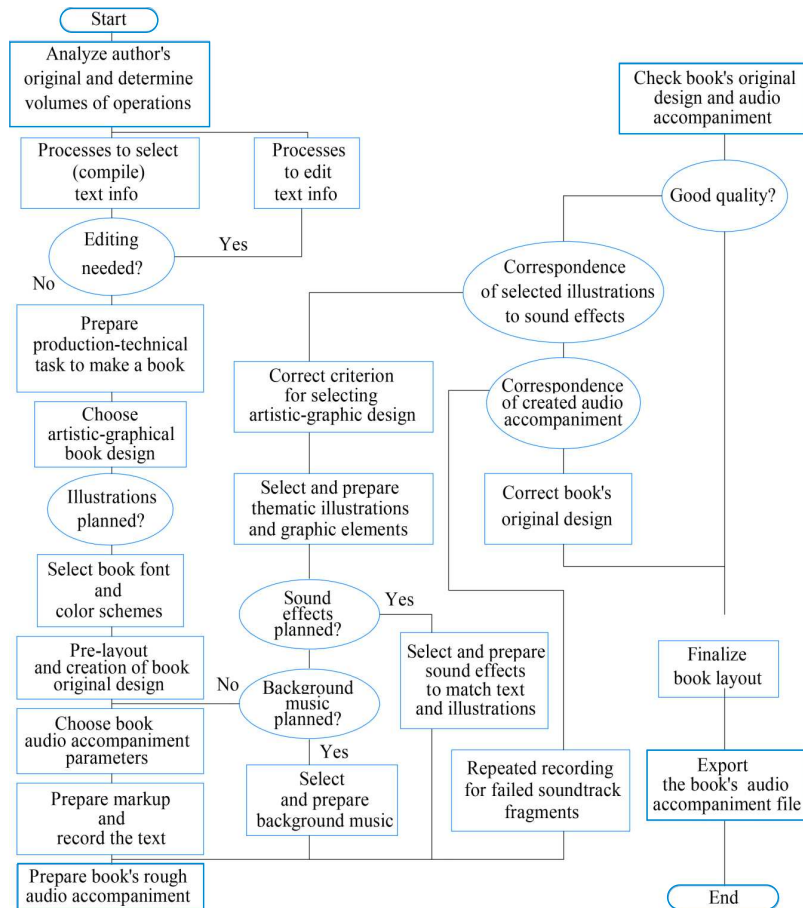 Start
Analyze author's
original and determine
volumes of operations
Processes to select
(compile)
text info
Processes
to edit
text info
Editing
needed?
Yes
No
Prepare
production-technical
task to make a book
Choose
artistic-graphical
book design
Illustrations
planned?
Select book font
and
color schemes
Pre-layout
and creation of book
original design
Choose book
audio accompaniment
parameters
Prepare markup
and
record the text
Prepare book's rough
audio accompaniment
Correct criterion
for selecting
artistic-graphic design
Select and prepare
thematic illustrations
and graphic elements
Sound
effects
planned?
Yes
Background
music
planned?
No
Yes
Select
and prepare
background music
Select and prepare
sound effects
to match text
and illustrations
Check book's original
design and audio
accompaniment
Good quality?
Correspondence
of selected illustrations
to sound effects
Correspondence
of created audio
accompaniment
Correct book's
original design
Repeated recording
for failed soundtrack
fragments
Finalize
book layout
Export
the book's audio
accompaniment file
End